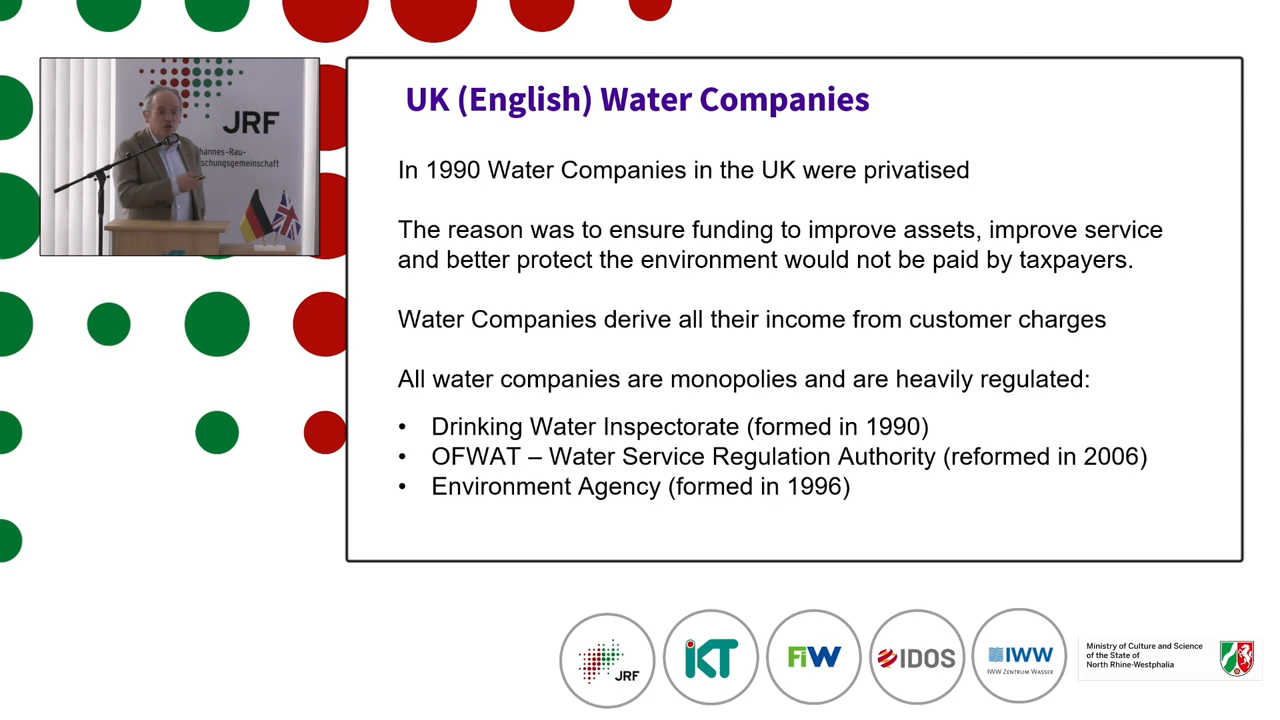 JRF
hannes-Rau-
schungsgemeinschaft
UK (English) Water Companies
In 1990 Water Companies in the UK were privatised
The reason was to ensure funding to improve assets, improve service
and better protect the environment would not be paid by taxpayers.
Water Companies derive all their income from customer charges
All water companies are monopolies and are heavily regulated:
• Drinking Water Inspectorate (formed in 1990)
• OFWAT – Water Service Regulation Authority (reformed in 2006)
• Environment Agency (formed in 1996)
JRF
iKT
FiW
IDOS
IWW
IWW ZENTRUM WASSER
Ministry of Culture and Science
of the State of
North Rhine-Westphalia